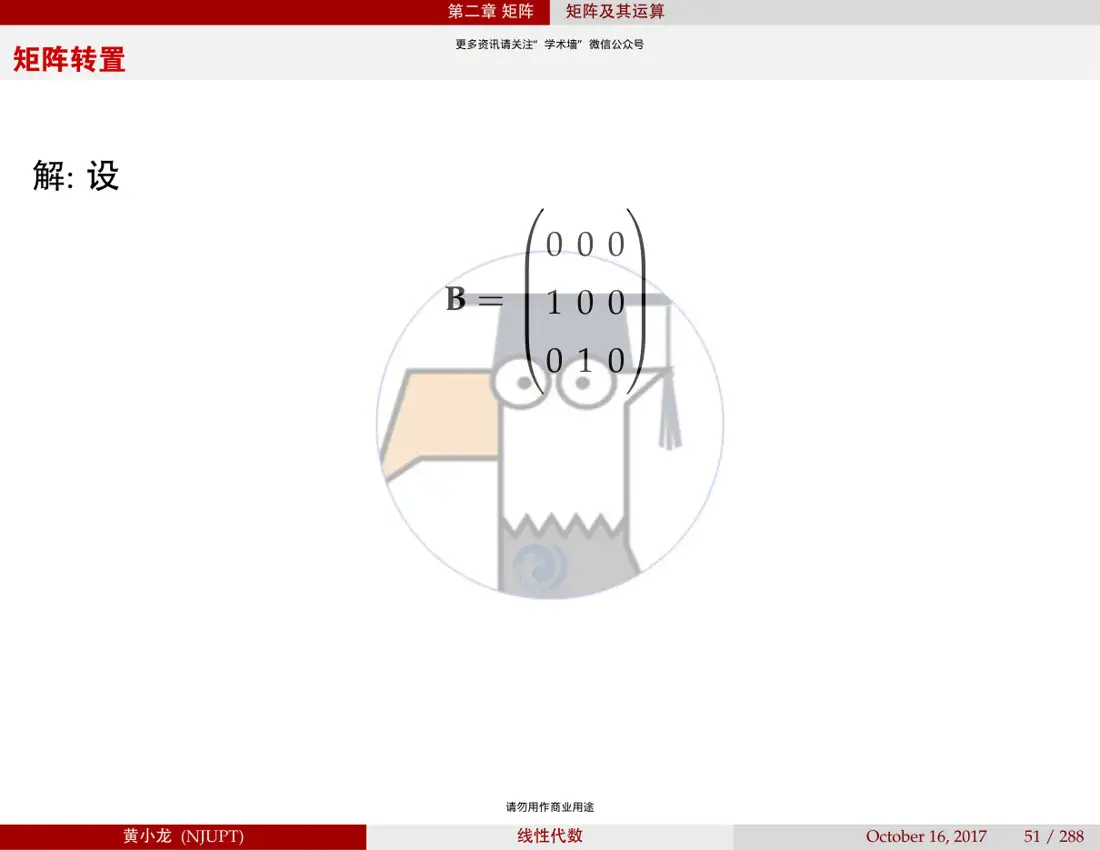 第二章 矩阵 矩阵及其运算
更多资讯请关注“学术墙”微信公众号
矩阵转置
解: 设
0 0 0
B = 1 0 0
0 1 0
请勿用作商业用途
黄小龙 (NJUPT) 线性代数 October 16, 2017 51 / 288